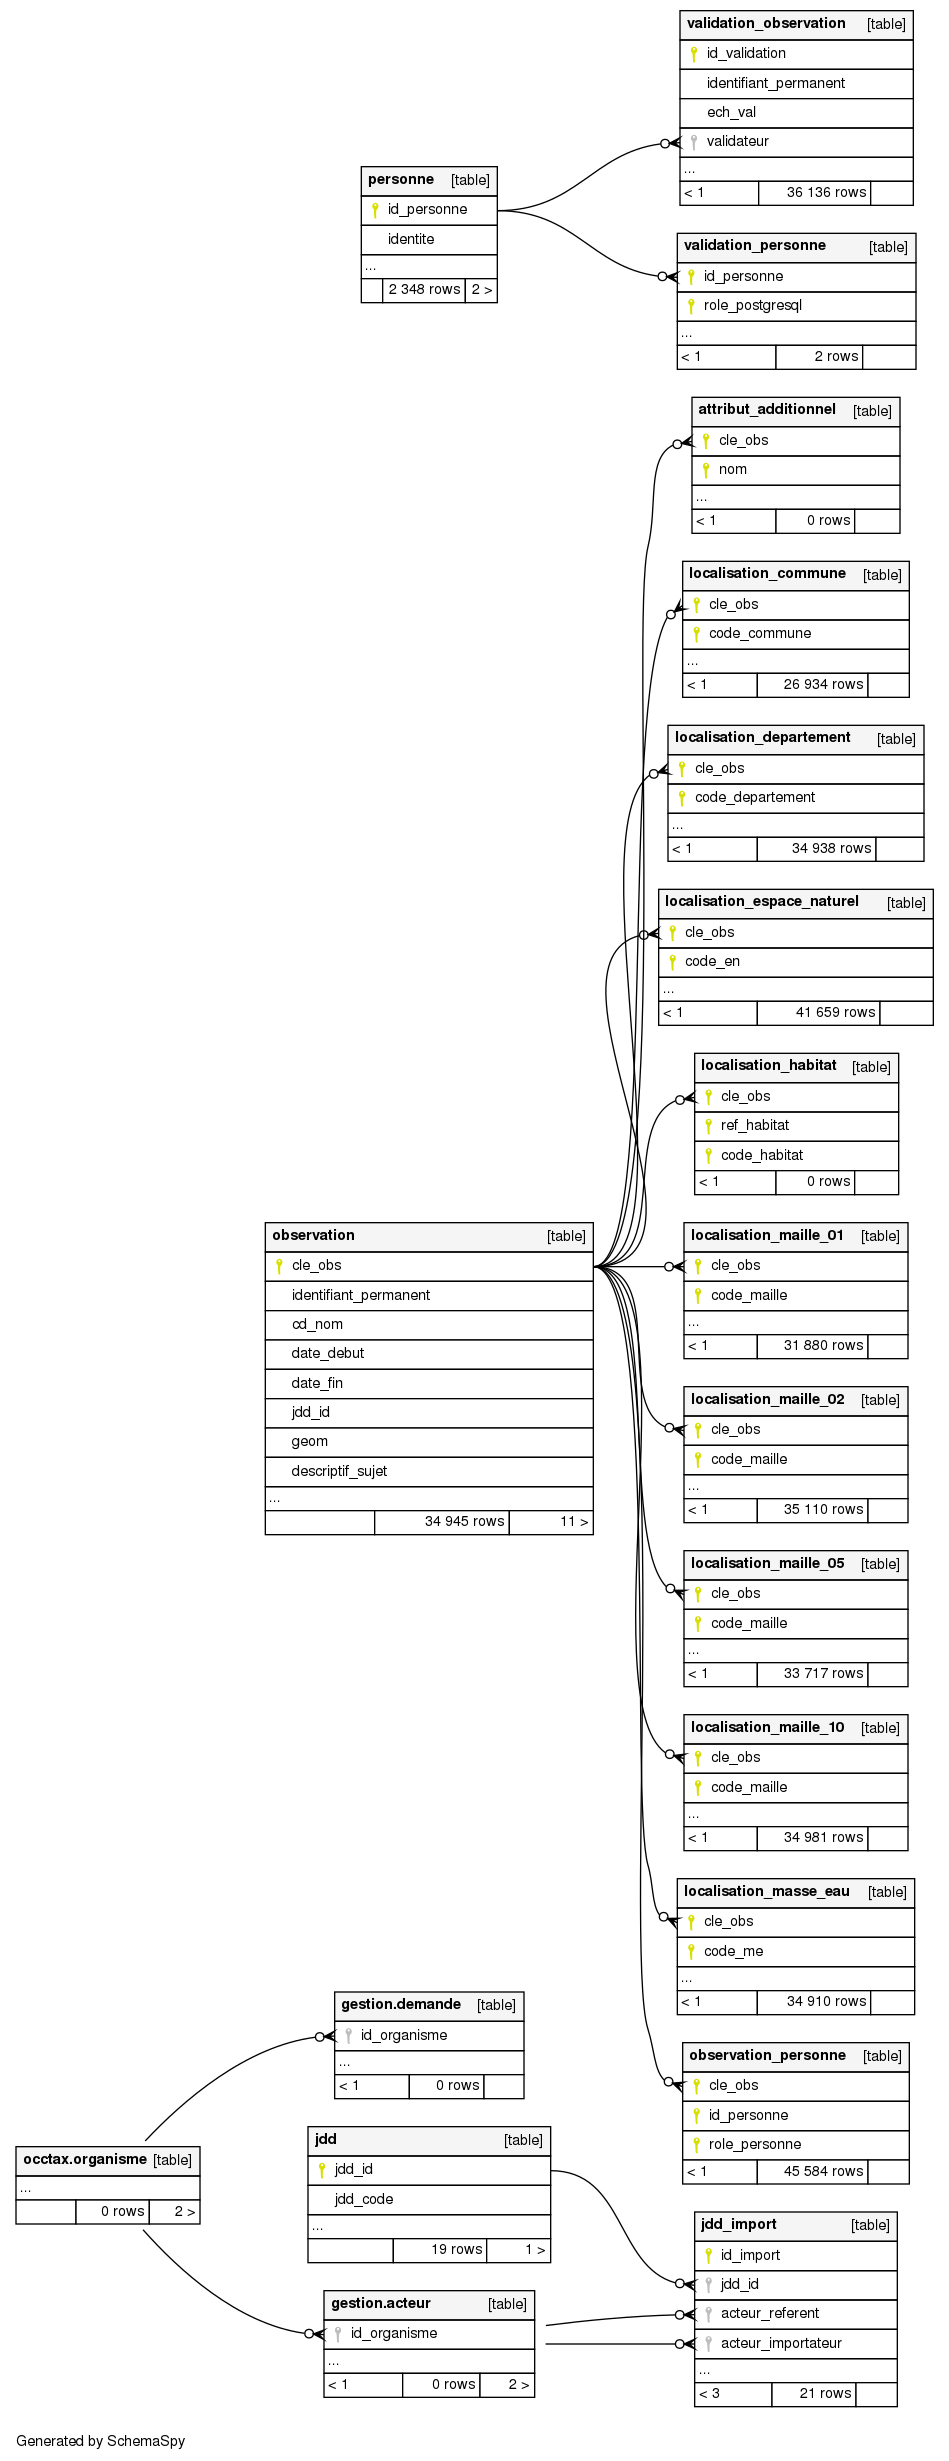 validation_observation [table]
id_validation
identifiant_permanent
ech_val
validateur
...
< 1 36 136 rows
personne [table]
id_personne
identite
...
2 348 rows 2 >
validation_personne [table]
id_personne
role_postgresql
...
< 1 2 rows
attribut_additionnel [table]
cle_obs
nom
...
< 1 0 rows
localisation_commune [table]
cle_obs
code_commune
...
< 1 26 934 rows
localisation_departement [table]
cle_obs
code_departement
...
< 1 34 938 rows
localisation_espace_naturel [table]
cle_obs
code_en
...
< 1 41 659 rows
localisation_habitat [table]
cle_obs
ref_habitat
code_habitat
< 1 0 rows
observation [table]
cle_obs
identifiant_permanent
cd_nom
date_debut
date_fin
jdd_id
geom
descriptif_sujet
...
34 945 rows 11 >
localisation_maille_01 [table]
cle_obs
code_maille
...
< 1 31 880 rows
localisation_maille_02 [table]
cle_obs
code_maille
...
< 1 35 110 rows
localisation_maille_05 [table]
cle_obs
code_maille
...
< 1 33 717 rows
localisation_maille_10 [table]
cle_obs
code_maille
...
< 1 34 981 rows
localisation_masse_eau [table]
cle_obs
code_me
...
< 1 34 910 rows
gestion.demande [table]
id_organisme
...
< 1 0 rows
observation_personne [table]
cle_obs
id_personne
role_personne
< 1 45 584 rows
occtax.organisme [table]
...
0 rows 2 >
jdd [table]
jdd_id
jdd_code
...
19 rows 1 >
jdd_import [table]
id_import
jdd_id
acteur_referent
acteur_importateur
...
< 3 21 rows
gestion.acteur [table]
id_organisme
...
< 1 0 rows 2 >
Generated by SchemaSpy